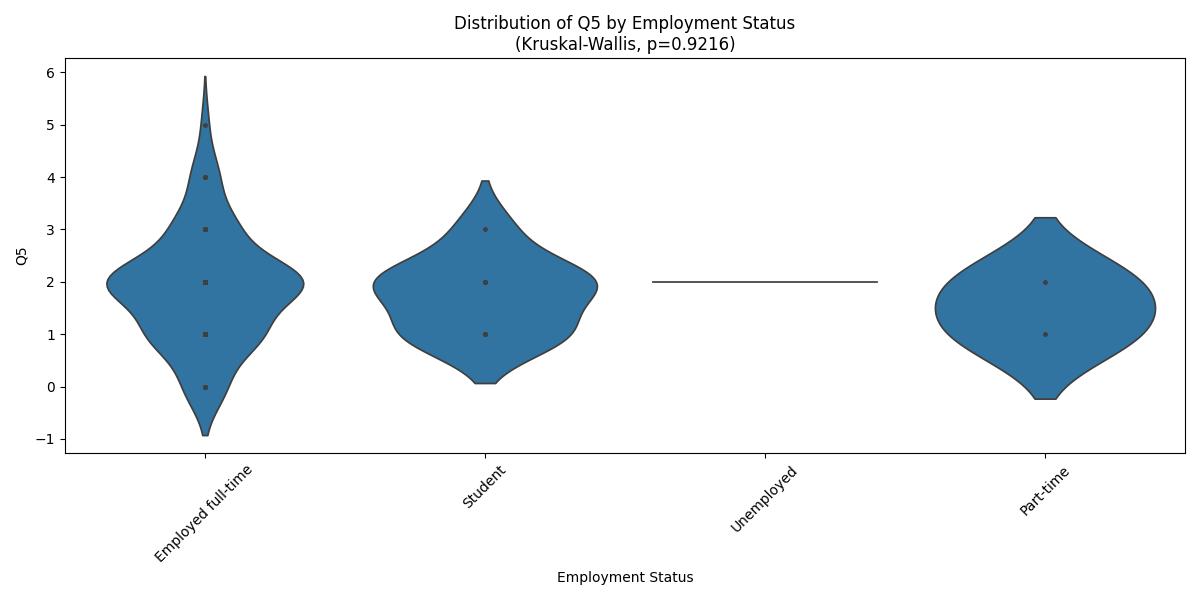 Distribution of Q5 by Employment Status
(Kruskal-Wallis, p=0.9216)
6
5
4
3
2
1
0
−1
Q5
Employed full-time
Student
Unemployed
Part-time
Employment Status